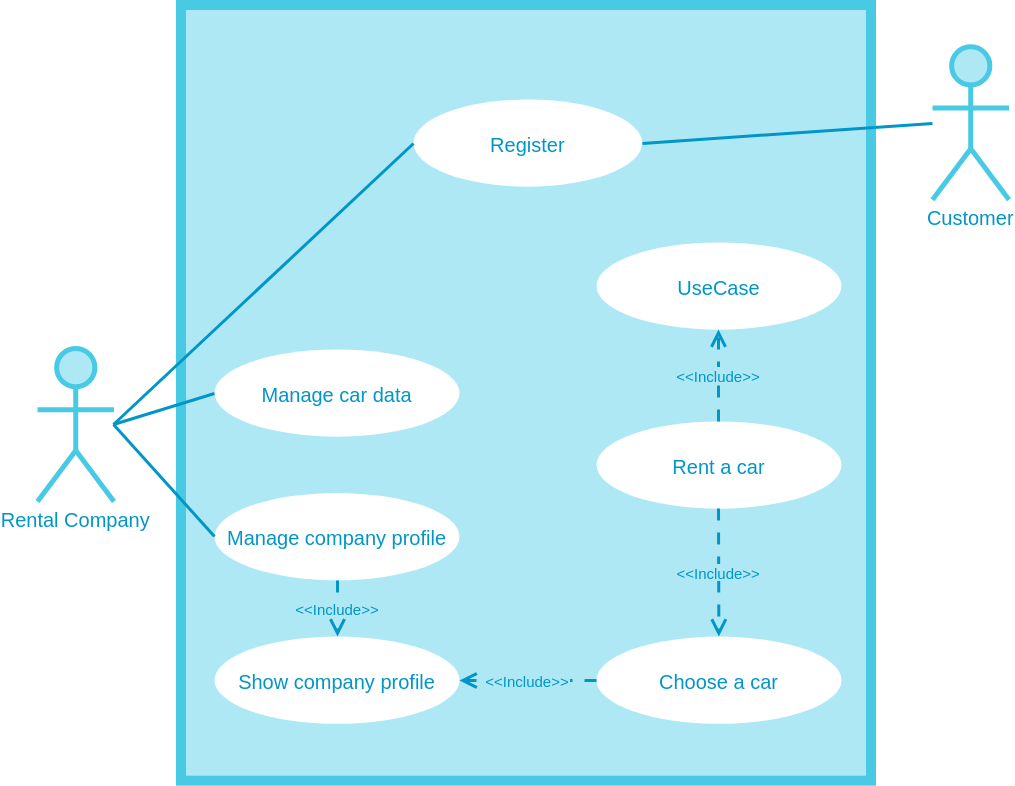 Register
Customer
UseCase
<<Include>>
Manage car data
Rent a car
Rental Company
Manage company profile
<<Include>>
<<Include>>
Show company profile
<<Include>>
Choose a car